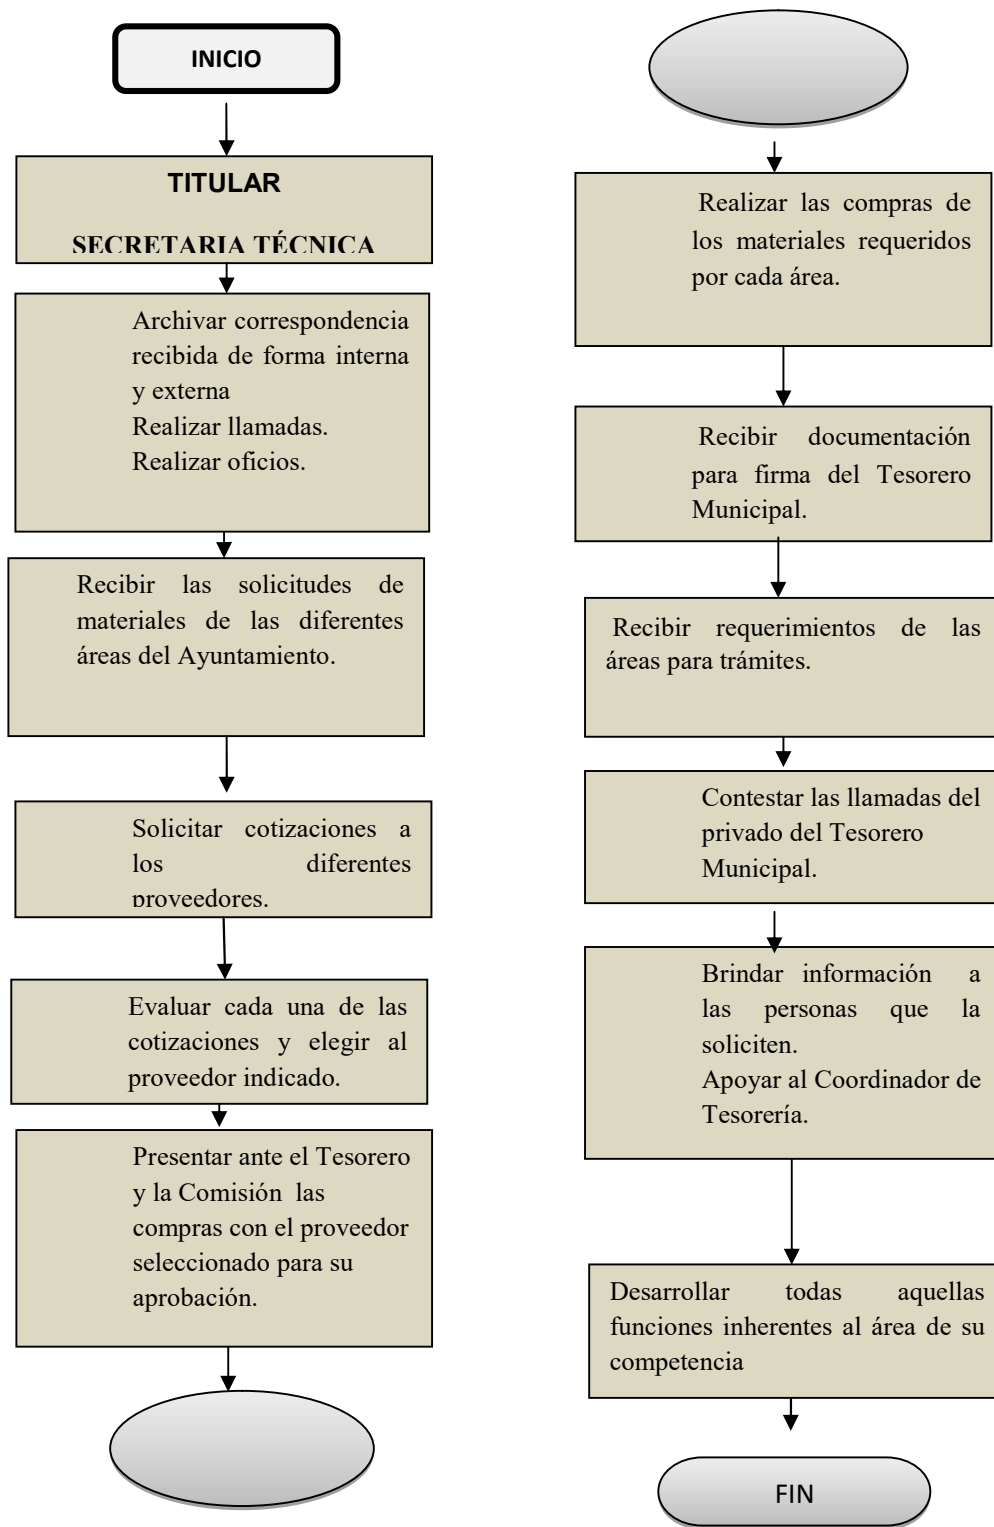 INICIO
TITULAR
SECRETARIA TÉCNICA
Archivar correspondencia
recibida de forma interna
y externa
Realizar llamadas.
Realizar oficios.
Recibir las solicitudes de
materiales de las diferentes
áreas del Ayuntamiento.
Solicitar cotizaciones a
los diferentes
proveedores.
Evaluar cada una de las
cotizaciones y elegir al
proveedor indicado.
Presentar ante el Tesorero
y la Comisión las
compras con el proveedor
seleccionado para su
aprobación.
Realizar las compras de
los materiales requeridos
por cada área.
Recibir documentación
para firma del Tesorero
Municipal.
Recibir requerimientos de las
áreas para trámites.
Contestar las llamadas del
privado del Tesorero
Municipal.
Brindar información a
las personas que la
soliciten.
Apoyar al Coordinador de
Tesorería.
Desarrollar todas aquellas
funciones inherentes al área de su
competencia
FIN